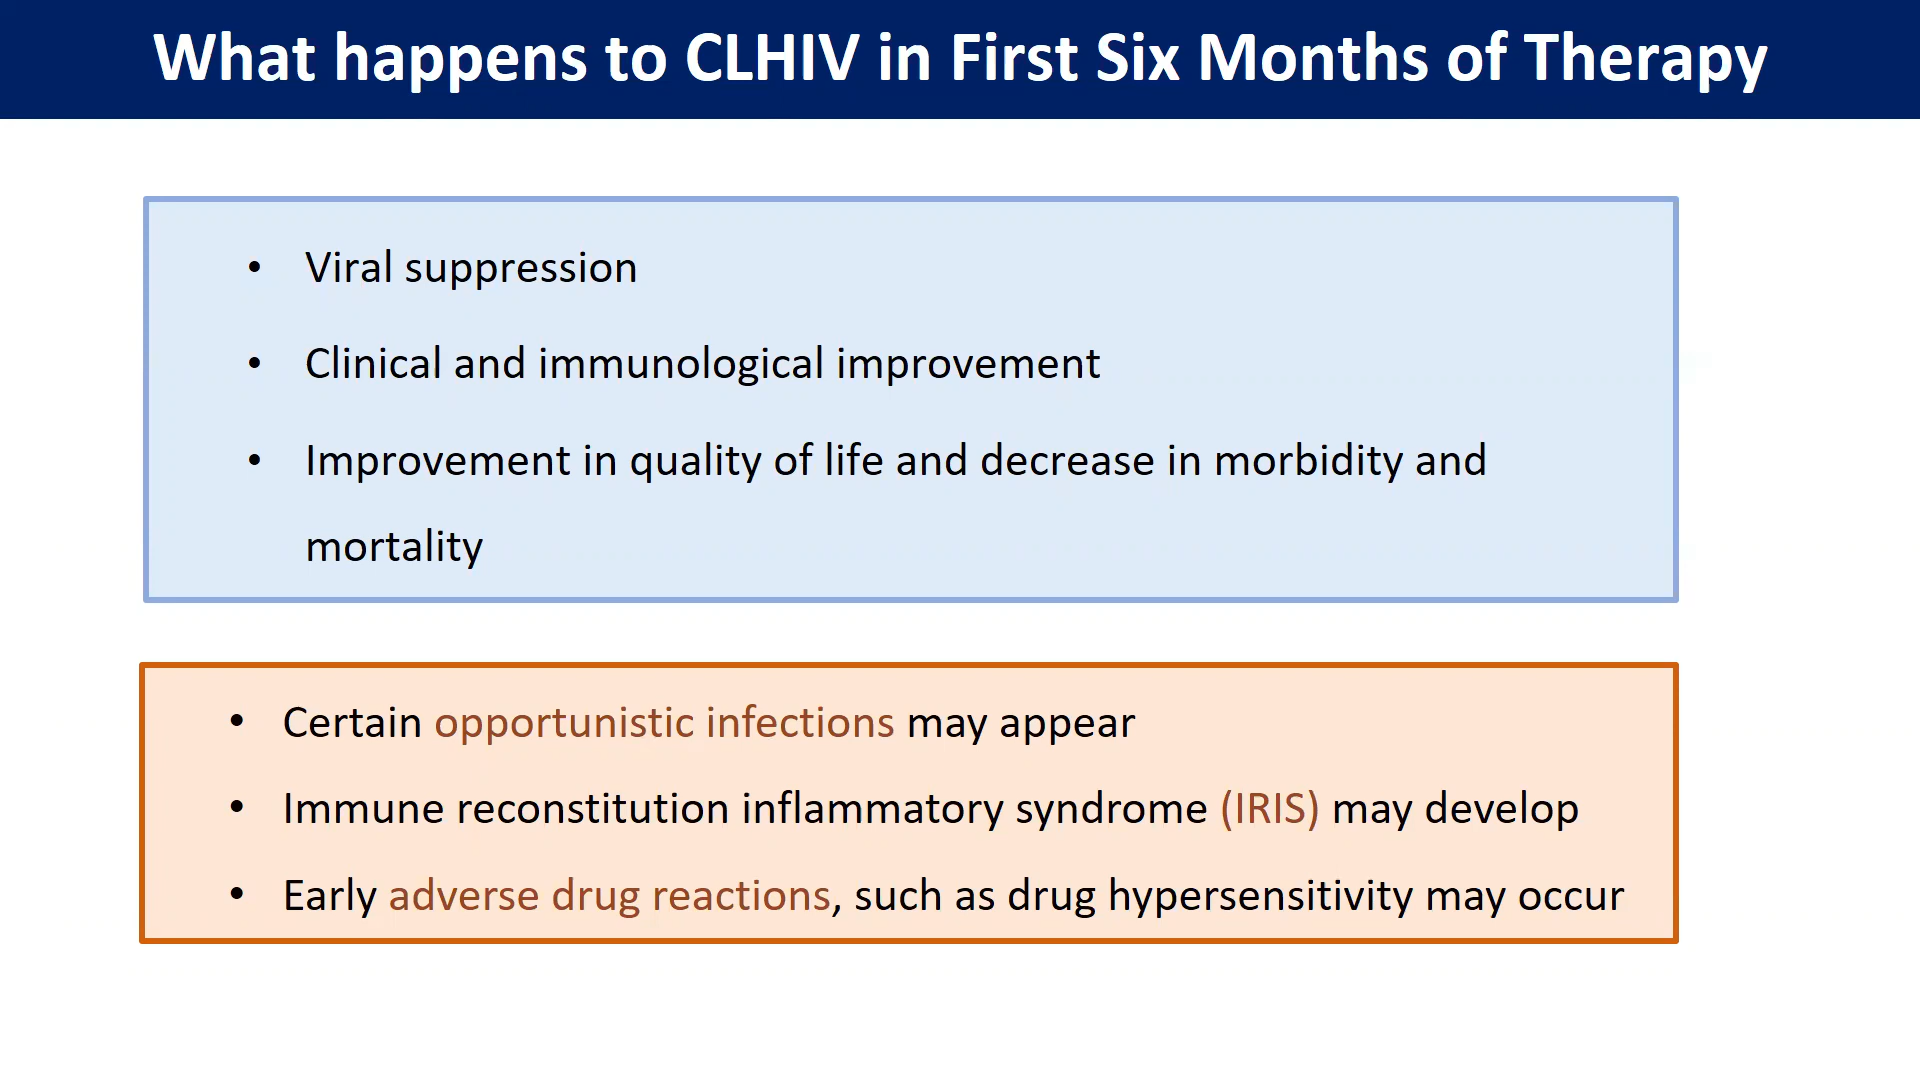 What happens to CLHIV in First Six Months of Therapy
• Viral suppression
• Clinical and immunological improvement
• Improvement in quality of life and decrease in morbidity and
mortality
• Certain opportunistic infections may appear
• Immune reconstitution inflammatory syndrome (IRIS) may develop
• Early adverse drug reactions, such as drug hypersensitivity may occur